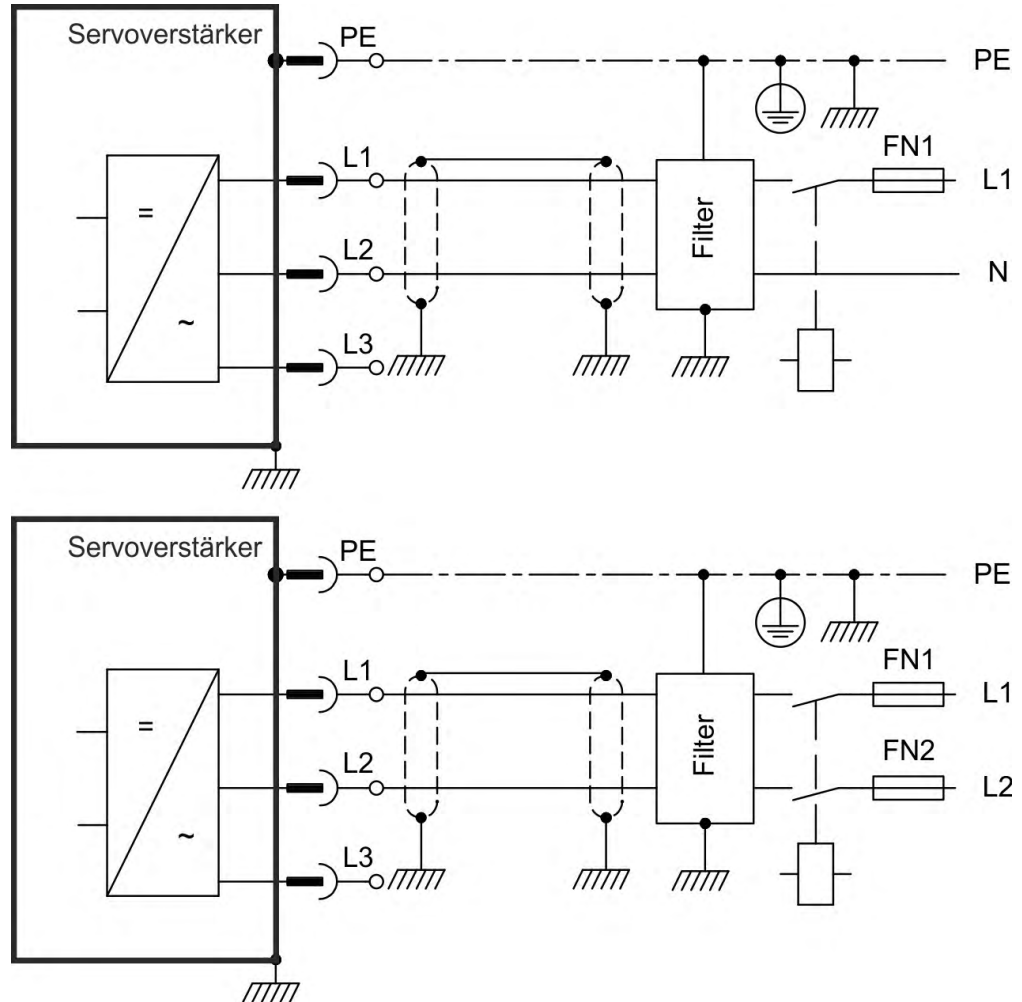 Servoverstärker
PE
PE
L1
FN1
L1
=
Filter
L2
N
~
L3
Servoverstärker
PE
PE
L1
FN1
L1
=
Filter
L2
FN2
L2
~
L3